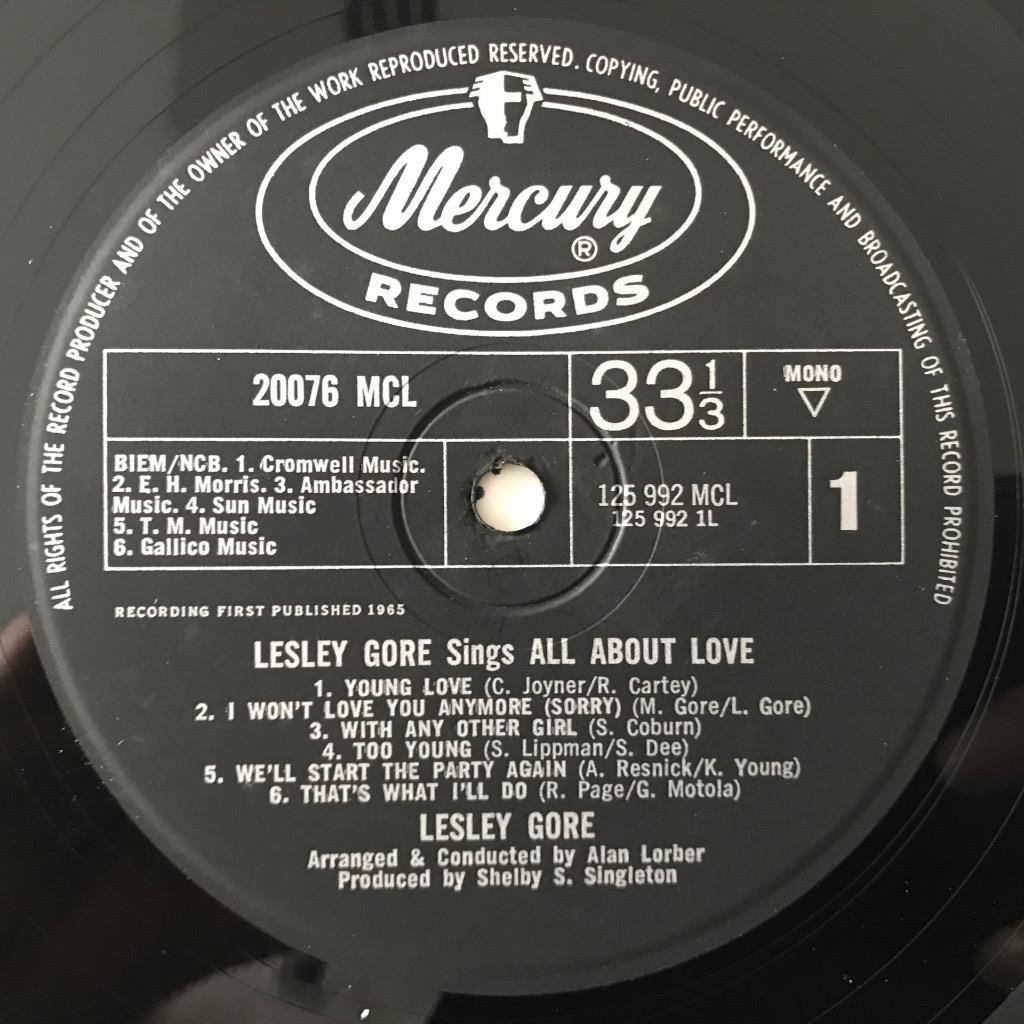 ALL RIGHTS OF THE RECORD PRODUCER AND OF THE OWNER OF THE WORK REPRODUCED RESERVED. COPYING, PUBLIC PERFORMANCE AND BROADCASTING OF THIS RECORD PROHIBITED
Mercury
®
RECORDS
20076 MCL
33 1/3
MONO
BIEM/NCB. 1. Cromwell Music.
2. E. H. Morris. 3. Ambassador
Music. 4. Sun Music
5. T. M. Music
6. Gallico Music
125 992 MCL
125 992 1L
1
RECORDING FIRST PUBLISHED 1965
LESLEY GORE Sings ALL ABOUT LOVE
1. YOUNG LOVE (C. Joyner/R. Cartey)
2. I WON'T LOVE YOU ANYMORE (SORRY) (M. Gore/L. Gore)
3. WITH ANY OTHER GIRL (S. Coburn)
4. TOO YOUNG (S. Lippman/S. Dee)
5. WE'LL START THE PARTY AGAIN (A. Resnick/K. Young)
6. THAT'S WHAT I'LL DO (R. Page/G. Motola)
LESLEY GORE
Arranged & Conducted by Alan Lorber
Produced by Shelby S. Singleton